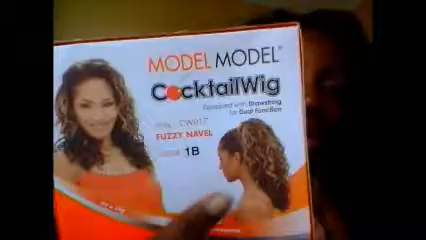 MODEL MODEL®
CocktailWig
Equipped with Drawstring
for Dual Function
CW017
FUZZY NAVEL
1B